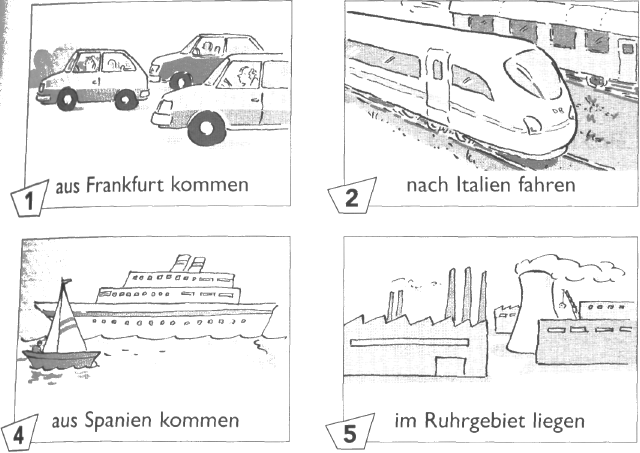 1 aus Frankfurt kommen
2 nach Italien fahren
4 aus Spanien kommen
5 im Ruhrgebiet liegen